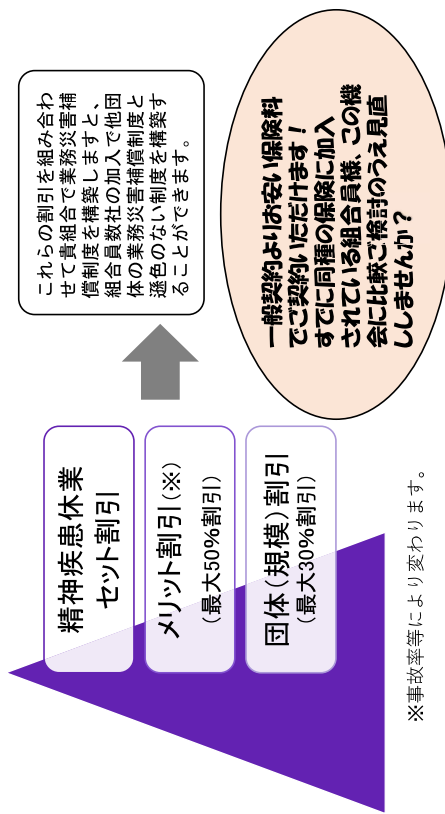 精神疾患休業
セット割引
メリット割引(※)
(最大50%割引)
団体(規模)割引
(最大30%割引)
※事故率等により変わります。
これらの割引を組み合わ
せて貴組合で業務災害補
償制度を構築しますと、
組合員数社の加入で他団
体の業務災害補償制度と
遜色のない制度を構築す
ることができます。
一般契約よりお安い保険料
でご契約いただけます!
すでに同種の保険に加入
されている組合員様、この機
会に比較ご検討のうえ見直
ししませんか?